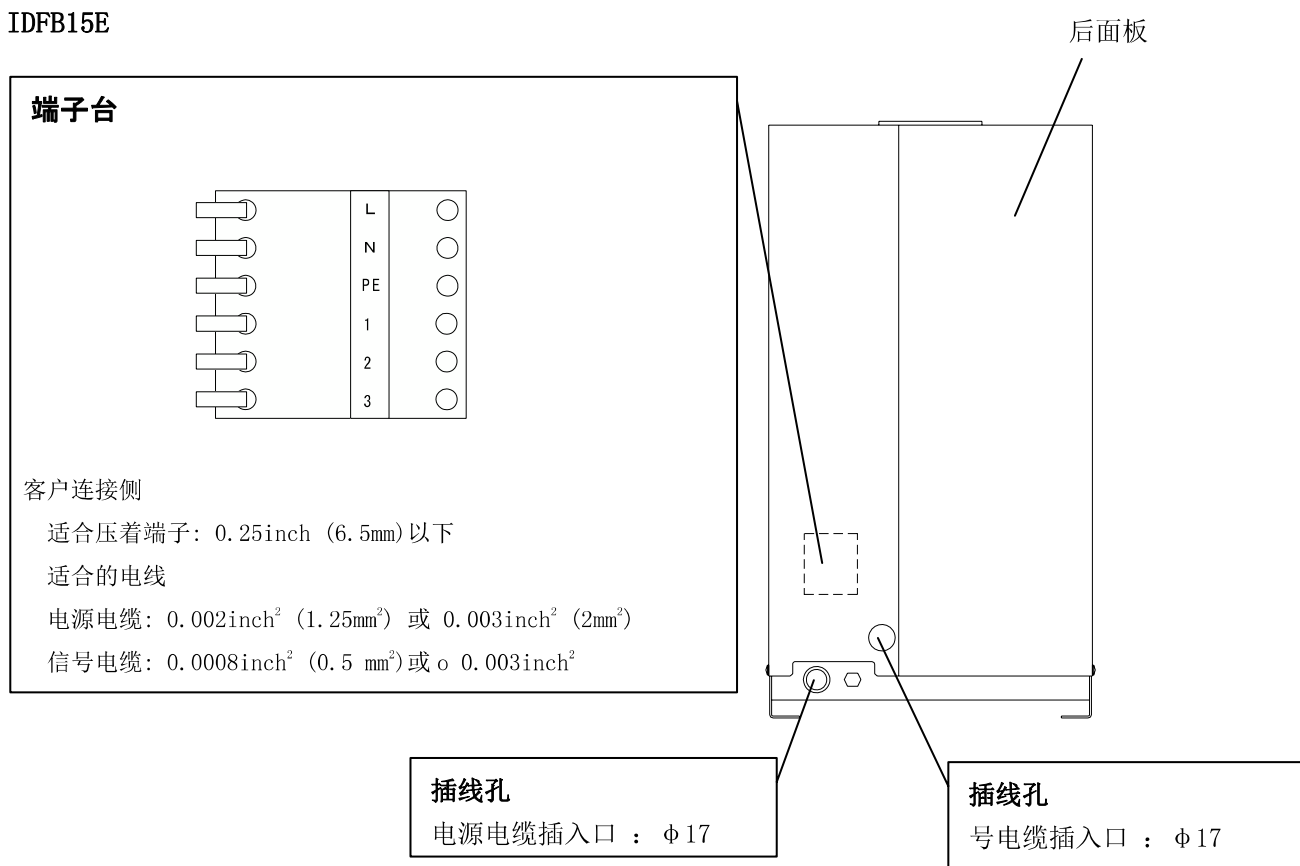 IDFB15E
后面板
端子台
L
N
PE
1
2
3
客户连接侧
适合压着端子: 0.25inch (6.5mm)以下
适合的电线
电源电缆: 0.002inch² (1.25mm²) 或 0.003inch² (2mm²)
信号电缆: 0.0008inch² (0.5 mm²)或 o 0.003inch²
插线孔
电源电缆插入口 : φ17
插线孔
号电缆插入口 : φ17